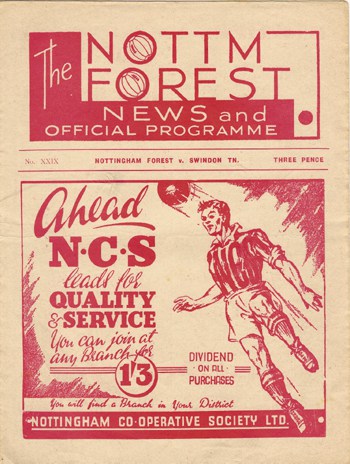 The NOTTM
FOREST
NEWS and
OFFICIAL PROGRAMME
No. XXIX NOTTINGHAM FOREST v. SWINDON TN. THREE PENCE
Ahead
N·C·S
leads for
QUALITY
& SERVICE
You can join at
any Branch for
1'3
DIVIDEND
· ON ALL ·
PURCHASES
You will find a Branch in Your District
NOTTINGHAM CO-OPERATIVE SOCIETY LTD.